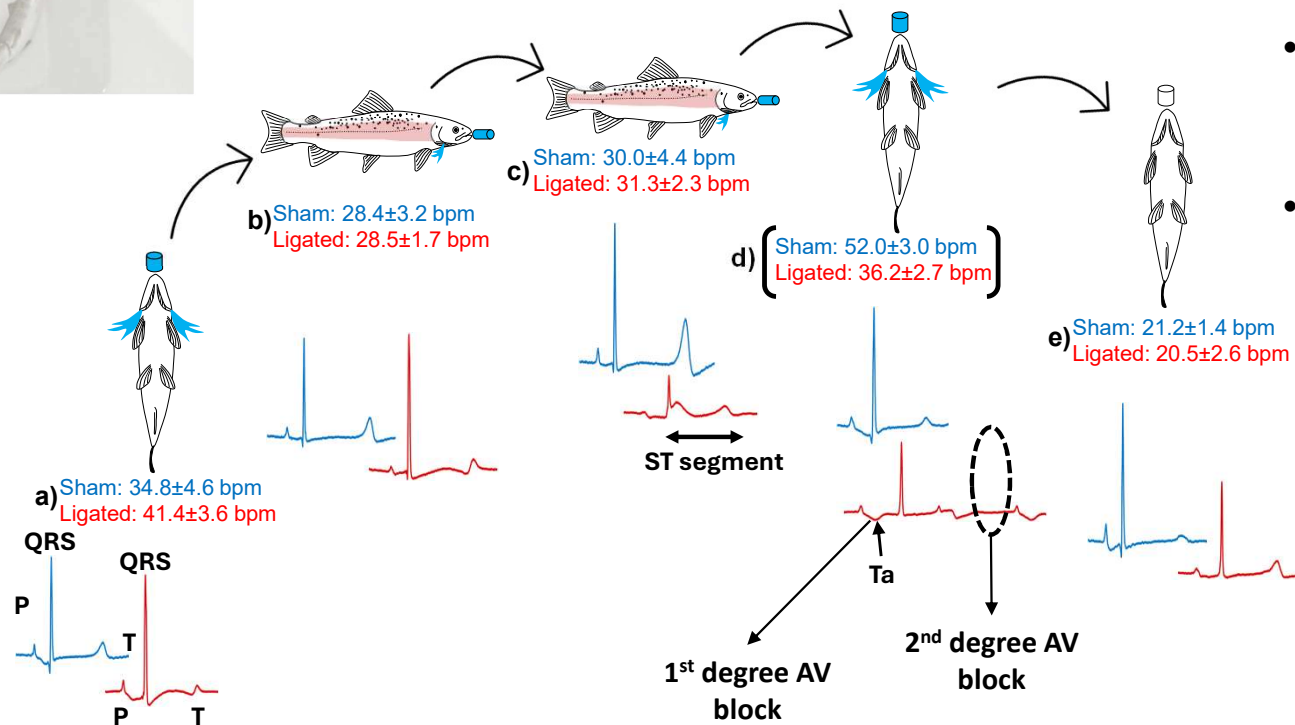 a) Sham: 34.8±4.6 bpm
Ligated: 41.4±3.6 bpm
QRS
QRS
P
T
P
T
b) Sham: 28.4±3.2 bpm
Ligated: 28.5±1.7 bpm
c) Sham: 30.0±4.4 bpm
Ligated: 31.3±2.3 bpm
ST segment
d) Sham: 52.0±3.0 bpm
Ligated: 36.2±2.7 bpm
Ta
1st degree AV
block
2nd degree AV
block
e) Sham: 21.2±1.4 bpm
Ligated: 20.5±2.6 bpm
•
•